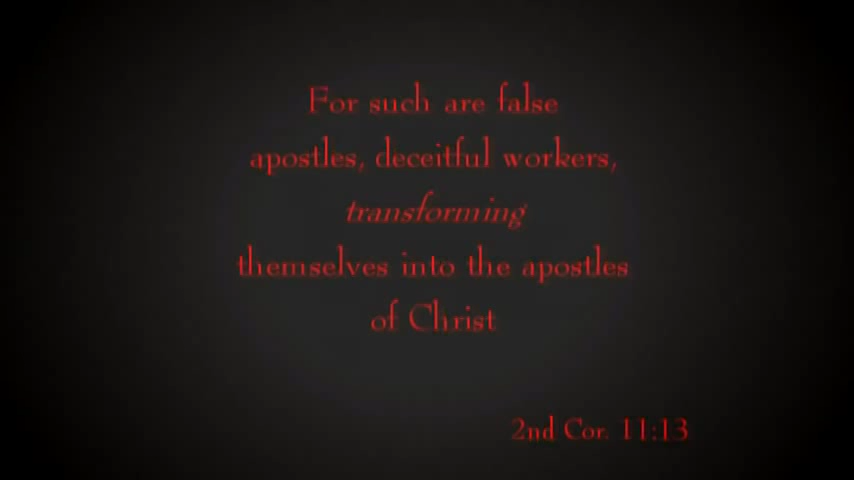 For such are false
apostles, deceitful workers,
transforming
themselves into the apostles
of Christ
2nd Cor. 11:13